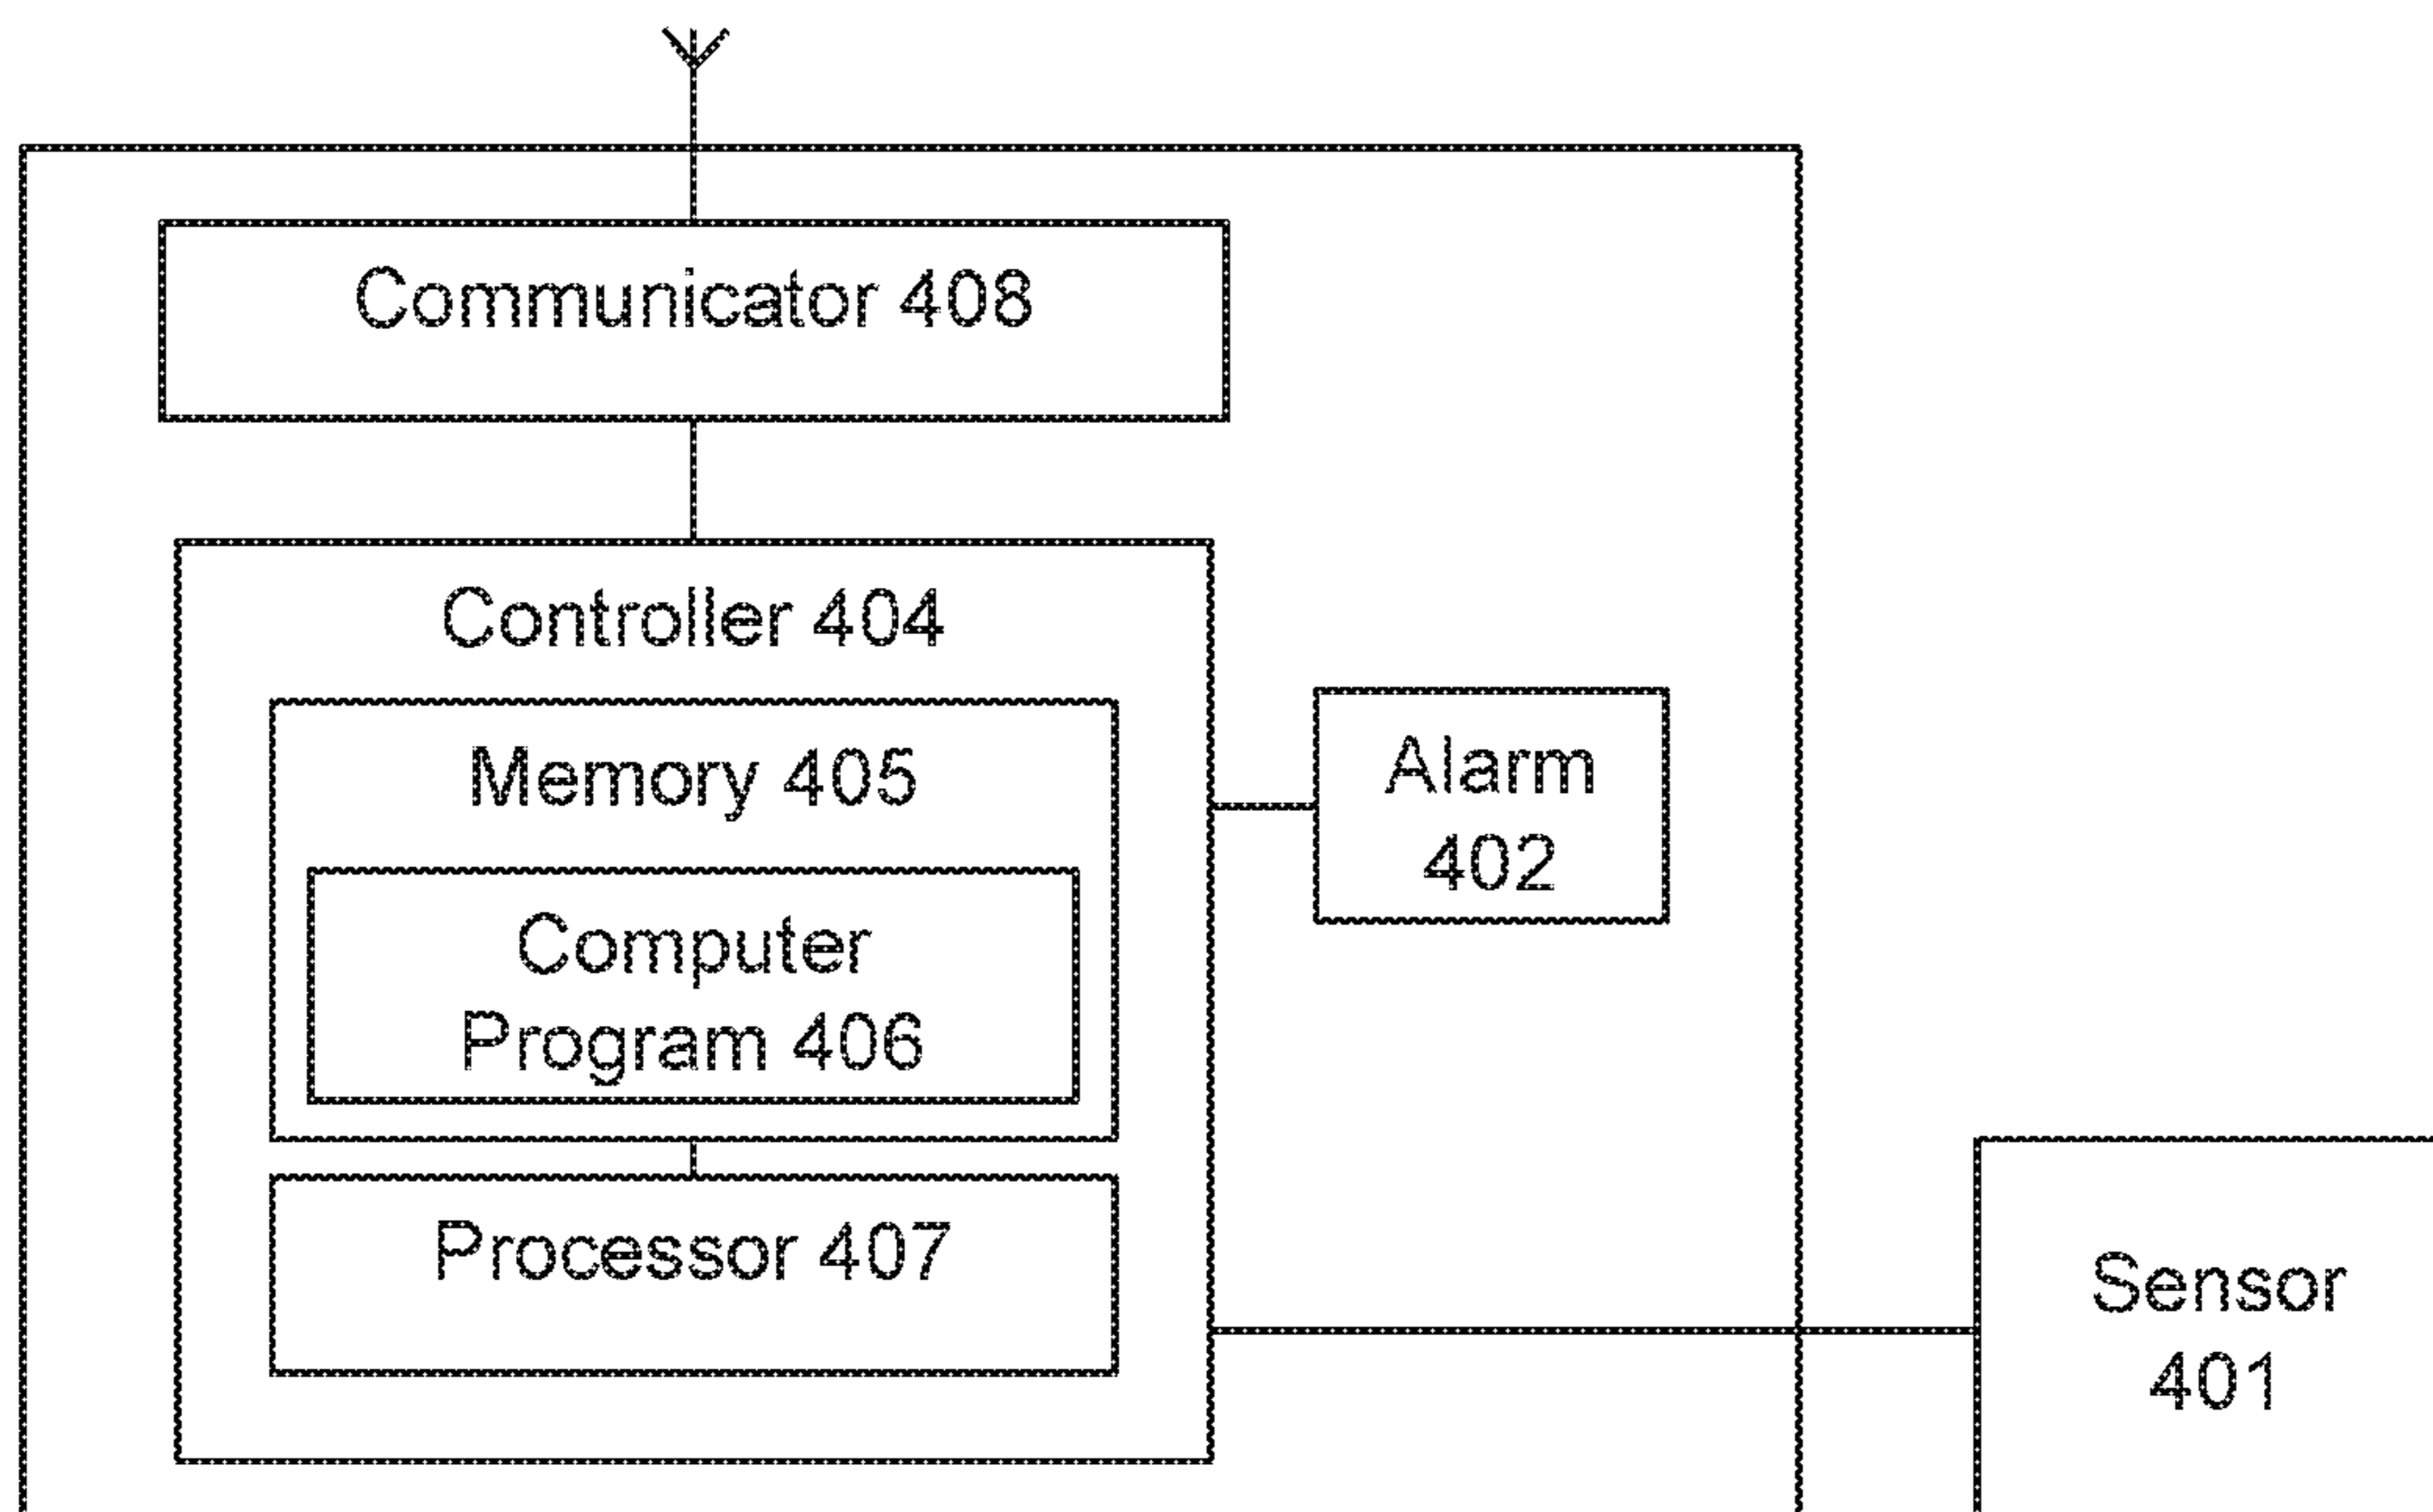 Communicator 408
Controller 404
Memory 405
Computer
Program 406
Processor 407
Alarm
402
Sensor
401